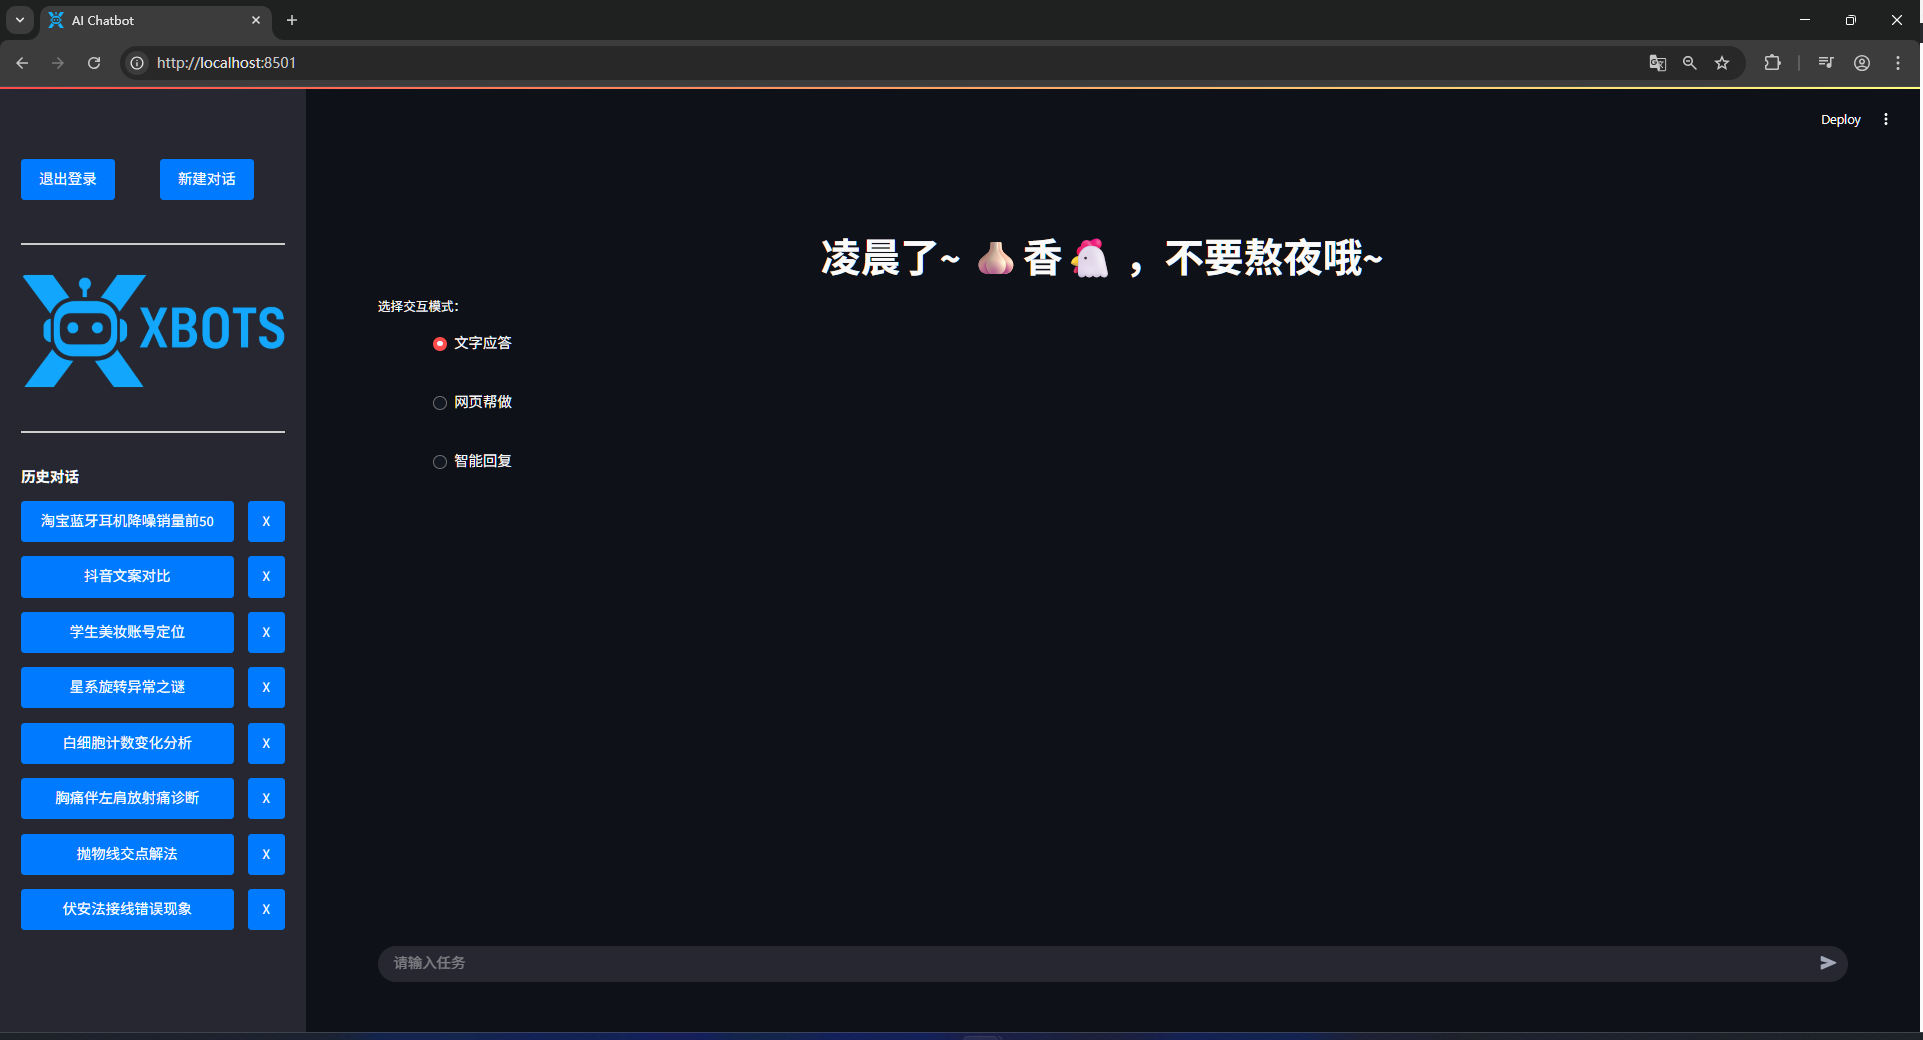 AI Chatbot
http://localhost:8501
Deploy
退出登录
新建对话
XBOTS
历史对话
淘宝蓝牙耳机降噪销量前50
X
抖音文案对比
X
学生美妆账号定位
X
星系旋转异常之谜
X
白细胞计数变化分析
X
胸痛伴左肩放射痛诊断
X
抛物线交点解法
X
伏安法接线错误现象
X
凌晨了~ 🧄香🐔，不要熬夜哦~
选择交互模式：
文字应答
网页帮做
智能回复
请输入任务